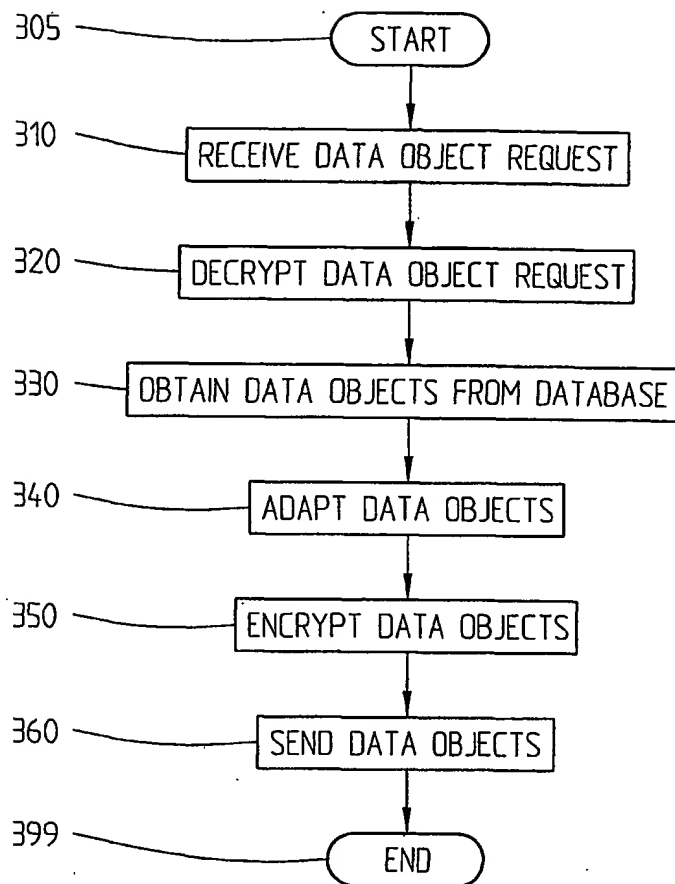 305 START
310 RECEIVE DATA OBJECT REQUEST
320 DECRYPT DATA OBJECT REQUEST
330 OBTAIN DATA OBJECTS FROM DATABASE
340 ADAPT DATA OBJECTS
350 ENCRYPT DATA OBJECTS
360 SEND DATA OBJECTS
399 END